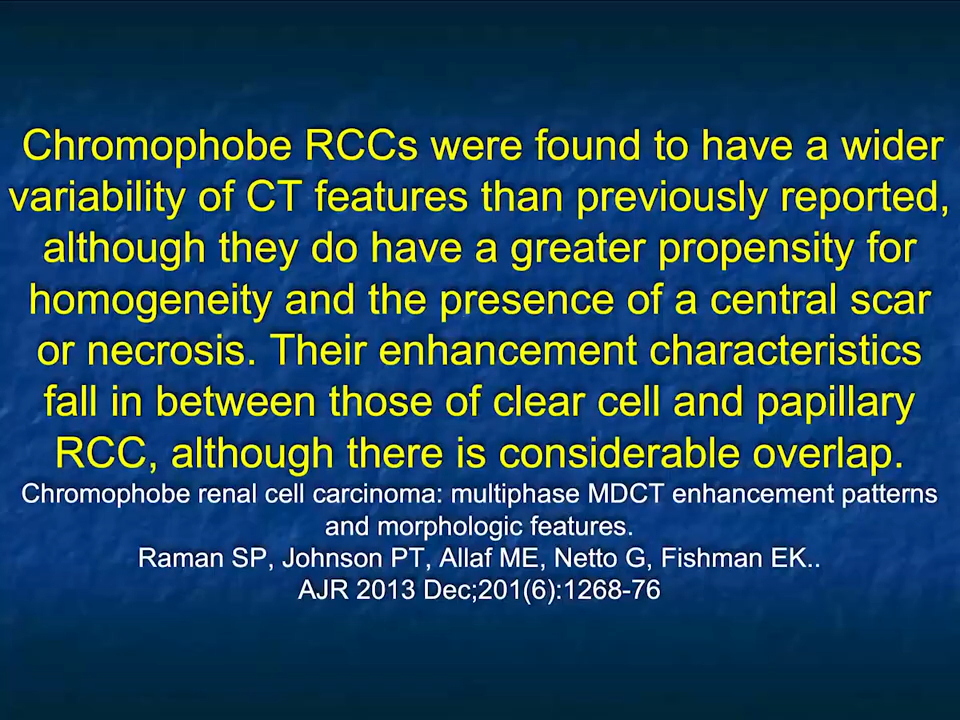 Chromophobe RCCs were found to have a wider
variability of CT features than previously reported,
although they do have a greater propensity for
homogeneity and the presence of a central scar
or necrosis. Their enhancement characteristics
fall in between those of clear cell and papillary
RCC, although there is considerable overlap.
Chromophobe renal cell carcinoma: multiphase MDCT enhancement patterns
and morphologic features.
Raman SP, Johnson PT, Allaf ME, Netto G, Fishman EK..
AJR 2013 Dec;201(6):1268-76